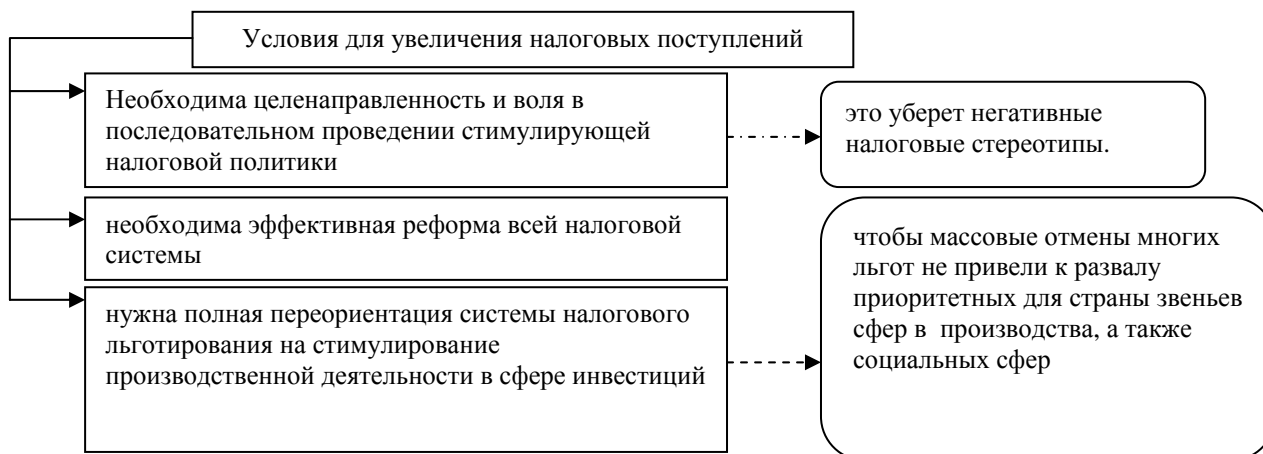 Условия для увеличения налоговых поступлений
Необходима целенаправленность и воля в
последовательном проведении стимулирующей
налоговой политики
это уберет негативные
налоговые стереотипы.
необходима эффективная реформа всей налоговой
системы
нужна полная переориентация системы налогового
льготирования на стимулирование
производственной деятельности в сфере инвестиций
чтобы массовые отмены многих
льгот не привели к развалу
приоритетных для страны звеньев
сфер в производства, а также
социальных сфер